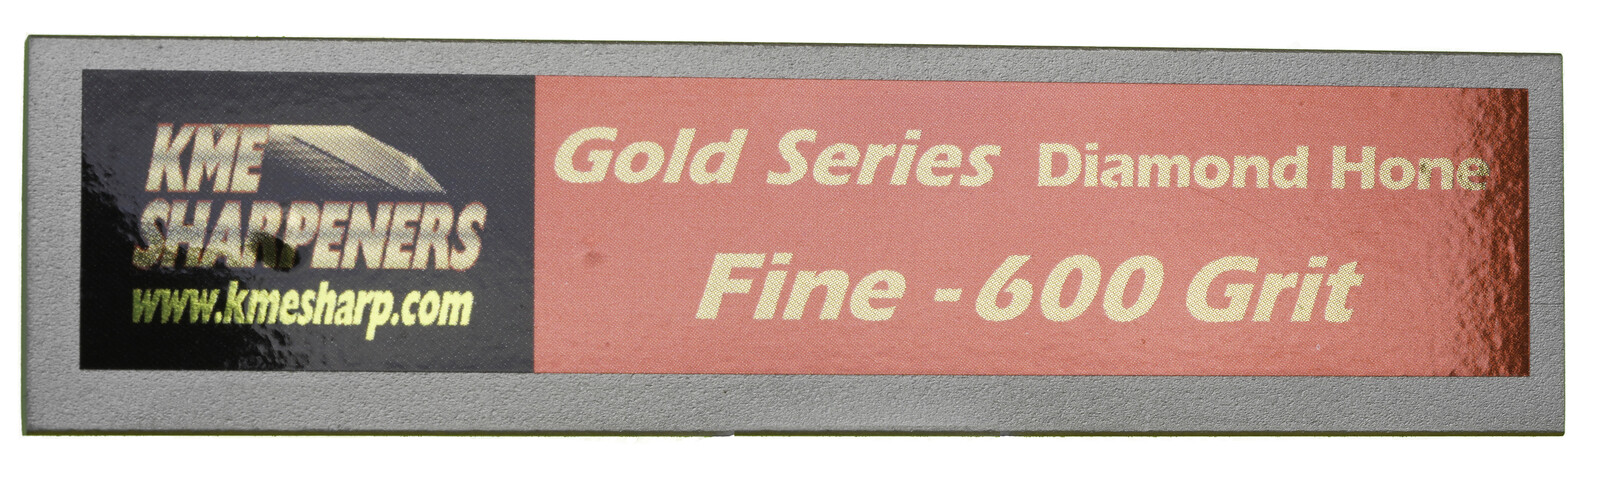 KME
SHARPENERS
www.kmesharp.com
Gold Series Diamond Hone
Fine - 600 Grit